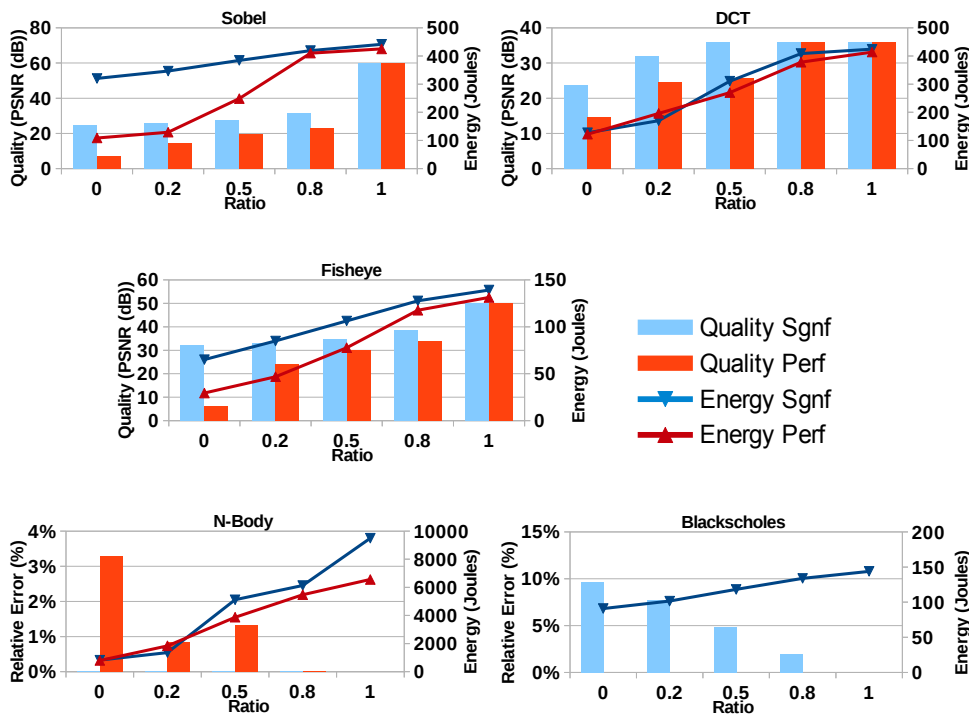 Sobel
Quality (PSNR (dB))
80
60
40
20
0
500
400
300
200
100
0
Energy (Joules)
0 0.2 0.5 0.8 1
Ratio
DCT
Quality (PSNR (dB))
40
30
20
10
0
500
400
300
200
100
0
Energy (Joules)
0 0.2 0.5 0.8 1
Ratio
Fisheye
Quality (PSNR (dB))
60
50
40
30
20
10
0
150
100
50
0
Energy (Joules)
0 0.2 0.5 0.8 1
Ratio
Quality Sgnf
Quality Perf
Energy Sgnf
Energy Perf
N-Body
Relative Error (%)
4%
3%
2%
1%
0%
10000
8000
6000
4000
2000
0
Energy (Joules)
0 0.2 0.5 0.8 1
Ratio
Blackscholes
Relative Error (%)
15%
10%
5%
0%
200
150
100
50
0
Energy (Joules)
0 0.2 0.5 0.8 1
Ratio